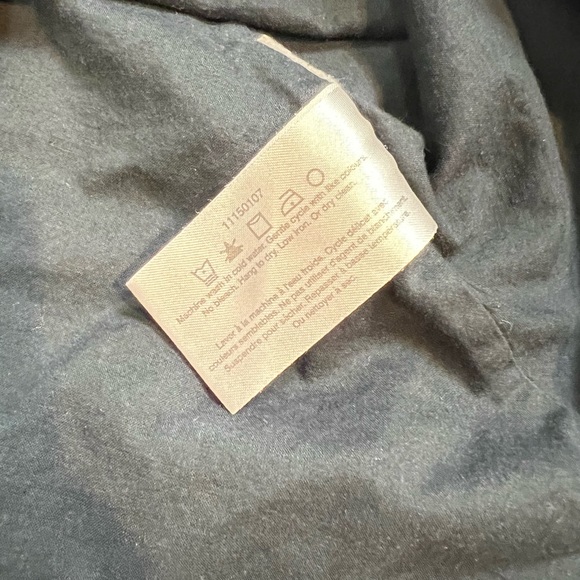 11150107
Machine wash in cold water. Gentle cycle with like colours.
No bleach. Hang to dry. Low iron. Or dry clean.
Laver à la machine à l'eau froide. Cycle délicat avec
couleurs semblables. Ne pas utiliser d'agent de blanchiment.
Suspendre pour sécher. Repasser à basse température.
Ou nettoyer à sec.